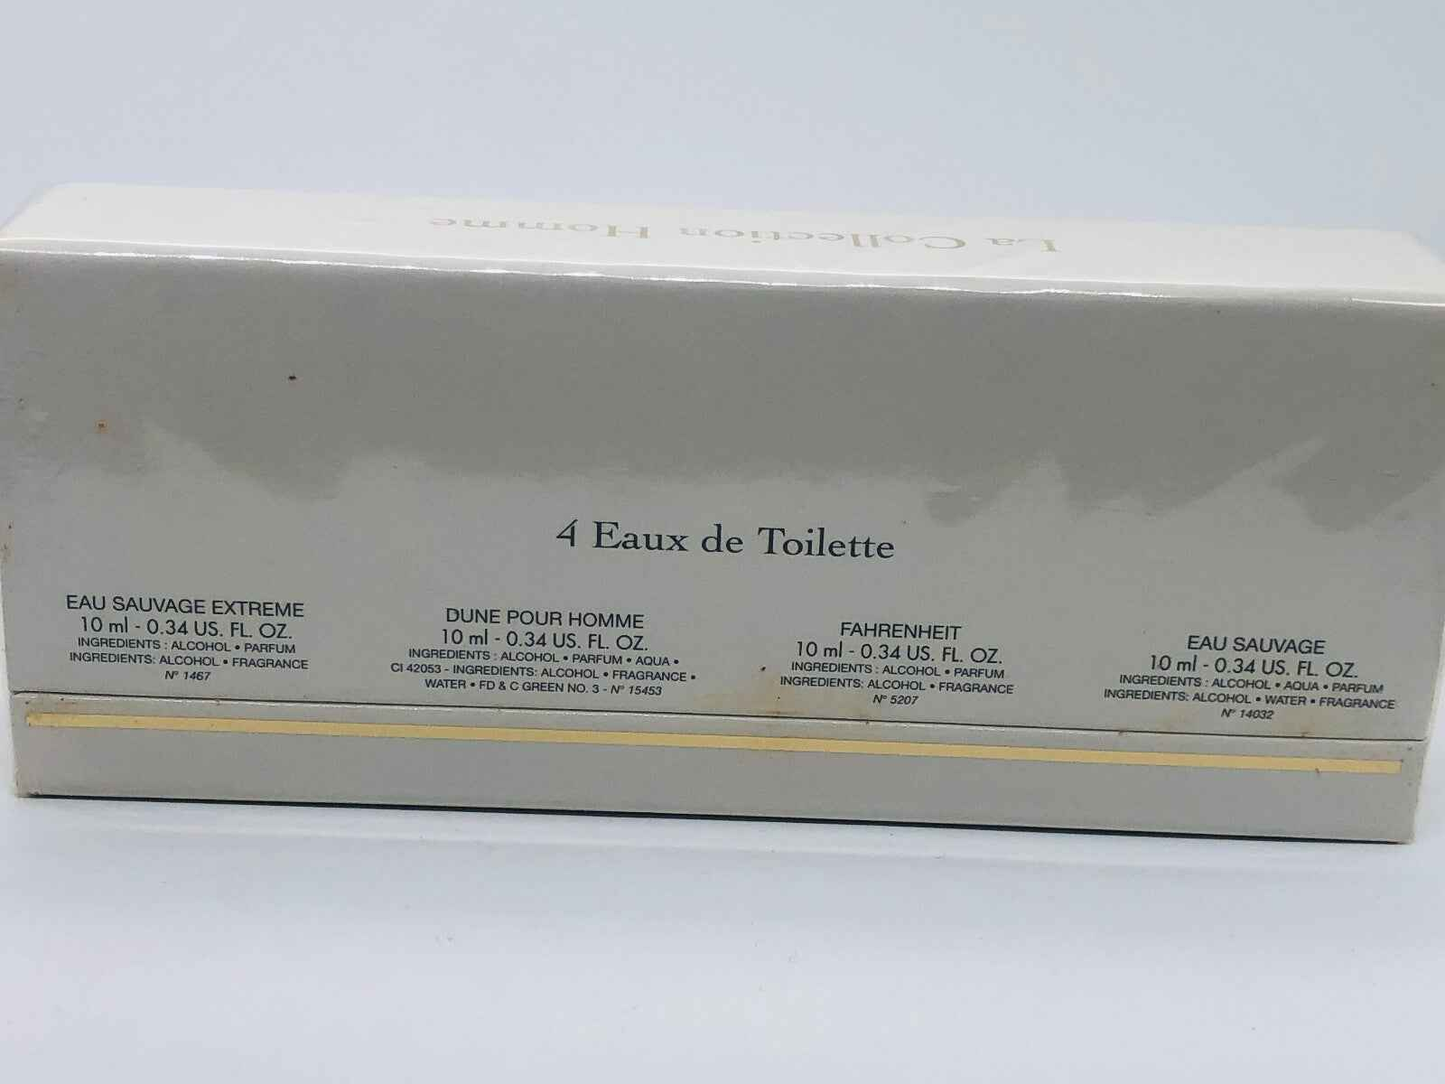 La Collection Homme
4 Eaux de Toilette
EAU SAUVAGE EXTREME
10 ml - 0.34 US. FL. OZ.
INGREDIENTS : ALCOHOL • PARFUM
INGREDIENTS: ALCOHOL • FRAGRANCE
N° 1467
DUNE POUR HOMME
10 ml - 0.34 US. FL. OZ.
INGREDIENTS : ALCOHOL • PARFUM • AQUA •
CI 42053 - INGREDIENTS: ALCOHOL • FRAGRANCE •
WATER • FD & C GREEN NO. 3 - N° 15453
FAHRENHEIT
10 ml - 0.34 US. FL. OZ.
INGREDIENTS : ALCOHOL • PARFUM
INGREDIENTS: ALCOHOL • FRAGRANCE
N° 5207
EAU SAUVAGE
10 ml - 0.34 US. FL. OZ.
INGREDIENTS : ALCOHOL • AQUA • PARFUM
INGREDIENTS: ALCOHOL • WATER • FRAGRANCE
N° 14032